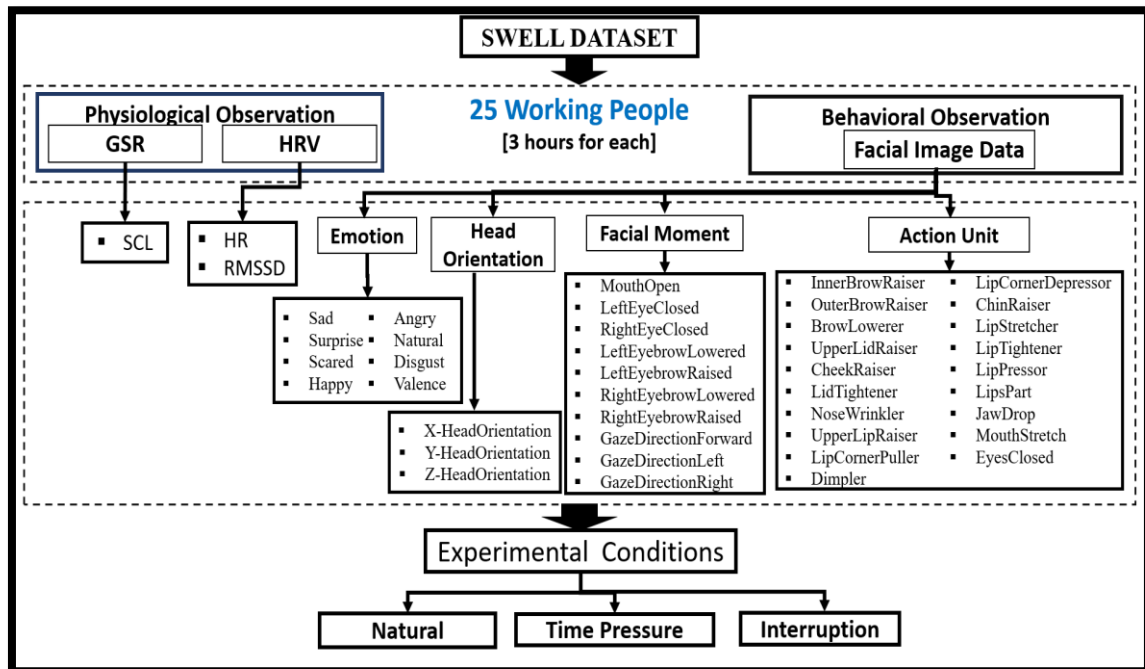 SWELL DATASET
Physiological Observation
GSR
HRV
25 Working People
[3 hours for each]
Behavioral Observation
Facial Image Data
SCL
HR
RMSSD
Emotion
Head
Orientation
Facial Moment
Action Unit
Sad
Surprise
Scared
Happy
Angry
Natural
Disgust
Valence
X-HeadOrientation
Y-HeadOrientation
Z-HeadOrientation
MouthOpen
LeftEyeClosed
RightEyeClosed
LeftEyebrowLowered
LeftEyebrowRaised
RightEyebrowLowered
RightEyebrowRaised
GazeDirectionForward
GazeDirectionLeft
GazeDirectionRight
InnerBrowRaiser
OuterBrowRaiser
BrowLowerer
UpperLidRaiser
CheekRaiser
LidTightener
NoseWrinkler
UpperLipRaiser
LipCornerPuller
Dimpler
LipCornerDepressor
ChinRaiser
LipStretcher
LipTightener
LipPressor
LipsPart
JawDrop
MouthStretch
EyesClosed
Experimental Conditions
Natural
Time Pressure
Interruption